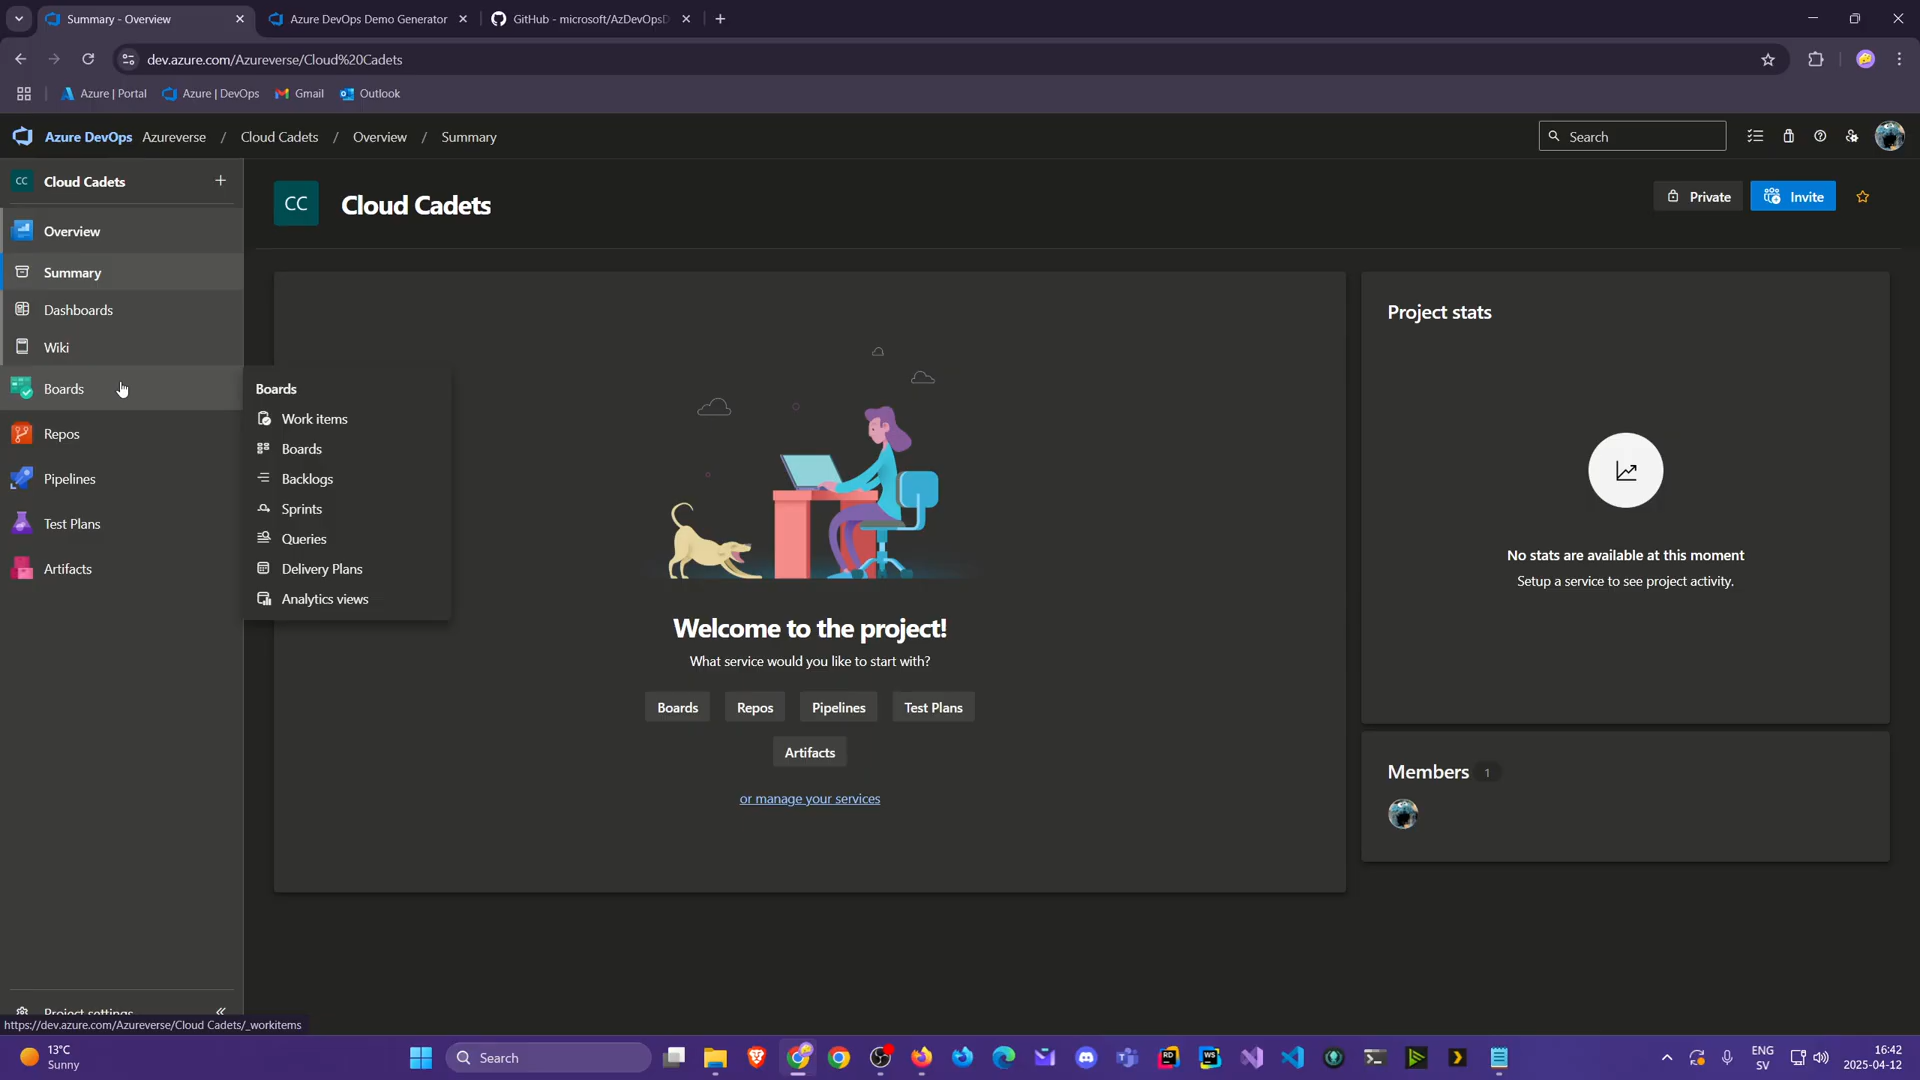 Summary - Overview
Azure DevOps Demo Generator
GitHub - microsoft/AzDevOpsD
dev.azure.com/Azureverse/Cloud%20Cadets
Azure | Portal
Azure | DevOps
Gmail
Outlook
Azure DevOps Azureverse / Cloud Cadets / Overview / Summary
Search
CC Cloud Cadets +
Overview
Summary
Dashboards
Wiki
Boards
Repos
Pipelines
Test Plans
Artifacts
Project settings
https://dev.azure.com/Azureverse/Cloud Cadets/_workitems
Boards
Work items
Boards
Backlogs
Sprints
Queries
Delivery Plans
Analytics views
CC Cloud Cadets
Private
Invite
Welcome to the project!
What service would you like to start with?
Boards
Repos
Pipelines
Test Plans
Artifacts
or manage your services
Project stats
No stats are available at this moment
Setup a service to see project activity.
Members 1
13°C
Sunny
Search
RD
WS
ENG
SV
16:42
2025-04-12